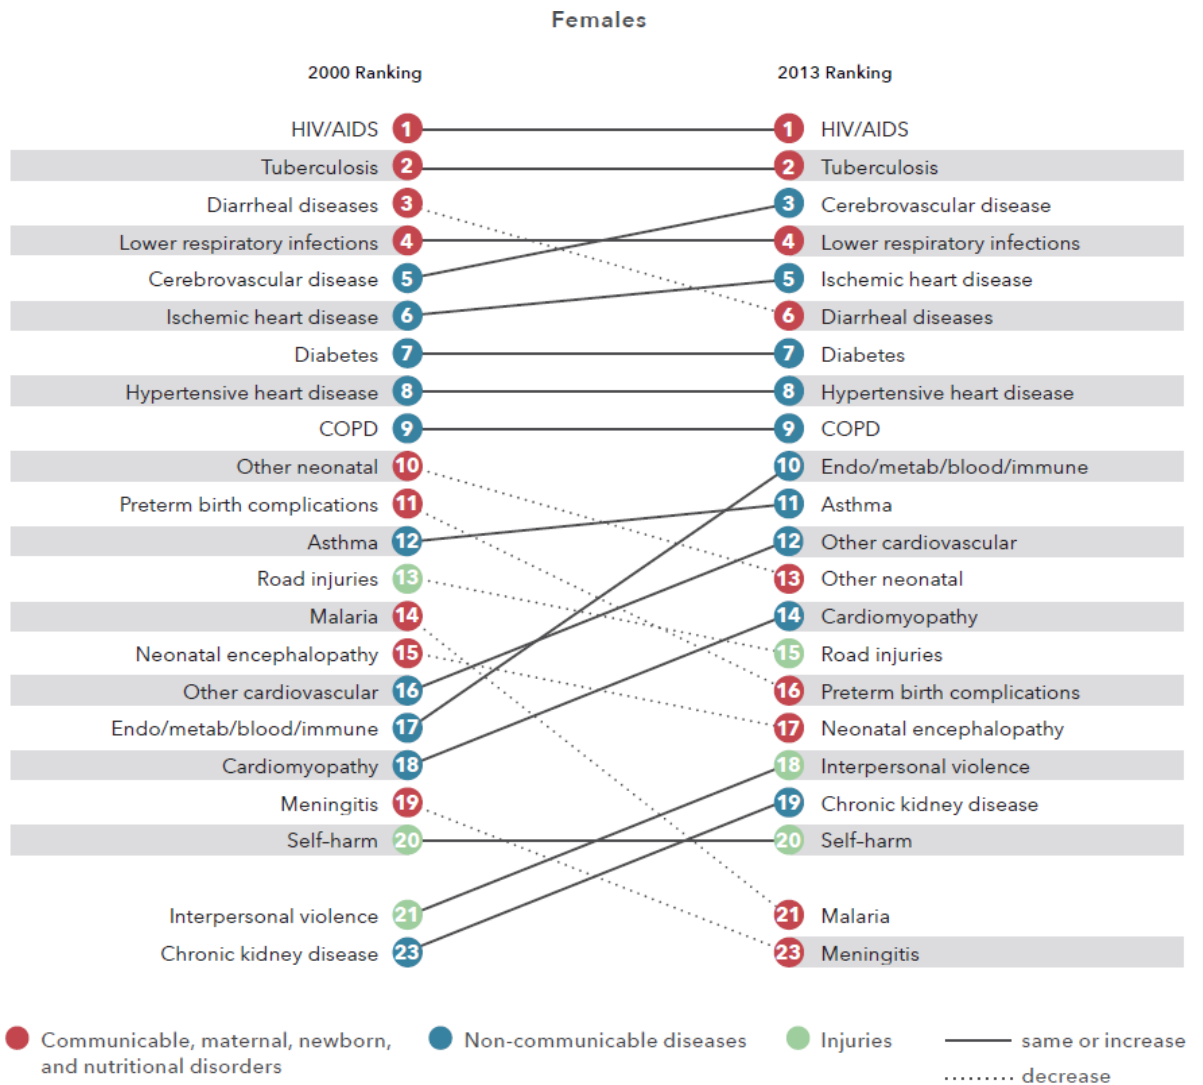 Females
2000 Ranking 2013 Ranking
HIV/AIDS 1 1 HIV/AIDS
Tuberculosis 2 2 Tuberculosis
Diarrheal diseases 3 3 Cerebrovascular disease
Lower respiratory infections 4 4 Lower respiratory infections
Cerebrovascular disease 5 5 Ischemic heart disease
Ischemic heart disease 6 6 Diarrheal diseases
Diabetes 7 7 Diabetes
Hypertensive heart disease 8 8 Hypertensive heart disease
COPD 9 9 COPD
Other neonatal 10 10 Endo/metab/blood/immune
Preterm birth complications 11 11 Asthma
Asthma 12 12 Other cardiovascular
Road injuries 13 13 Other neonatal
Malaria 14 14 Cardiomyopathy
Neonatal encephalopathy 15 15 Road injuries
Other cardiovascular 16 16 Preterm birth complications
Endo/metab/blood/immune 17 17 Neonatal encephalopathy
Cardiomyopathy 18 18 Interpersonal violence
Meningitis 19 19 Chronic kidney disease
Self-harm 20 20 Self-harm
Interpersonal violence 21 21 Malaria
Chronic kidney disease 23 23 Meningitis
Communicable, maternal, newborn, Non-communicable diseases Injuries same or increase
and nutritional disorders decrease